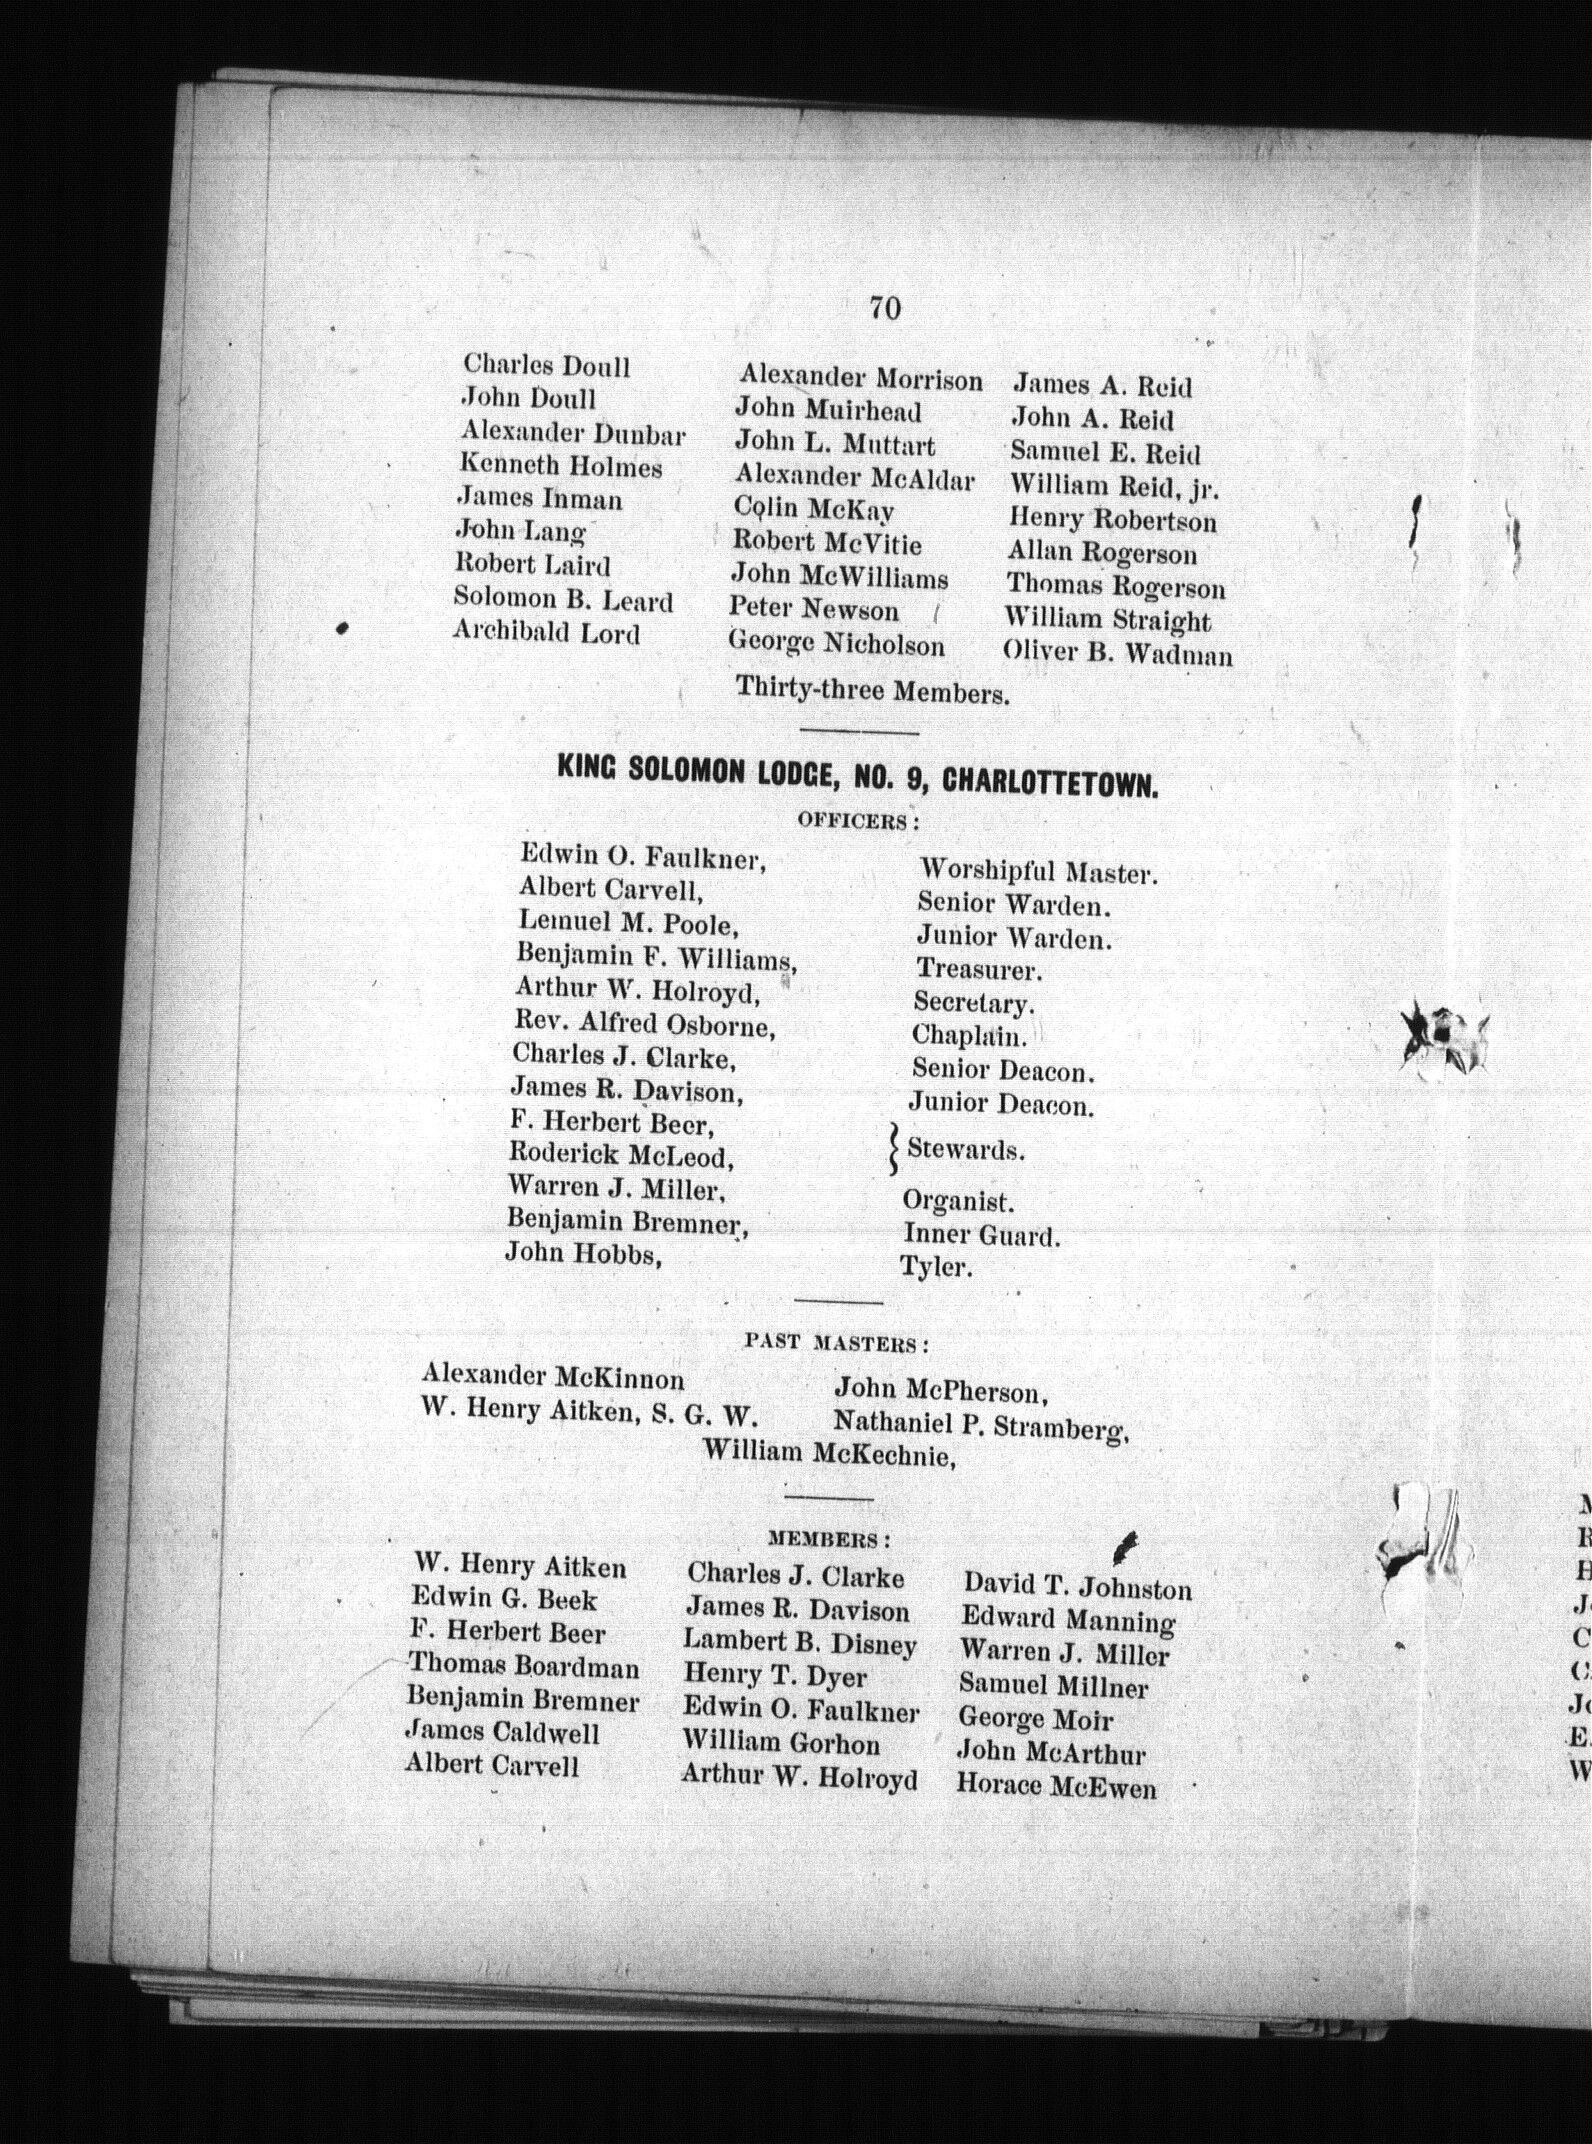 70
Charles Doull Alexander Morrison James A. Reid
John Doull John Muirhead John A. Reid
Alexander Dunbar John L. Muttart Samuel E. Reid
Kenneth Holmes Alexander McAldar William Reid, jr.
James Inman Colin McKay Henry Robertson
John Lang Robert McVitie Allan Rogerson
Robert Laird John McWilliams Thomas Rogerson
Solomon B. Leard Peter Newson William Straight
Archibald Lord George Nicholson Oliver B. Wadman
Thirty-three Members.
KING SOLOMON LODGE, NO. 9, CHARLOTTETOWN.
OFFICERS:
Edwin O. Faulkner, Worshipful Master.
Albert Carvell, Senior Warden.
Lemuel M. Poole, Junior Warden.
Benjamin F. Williams, Treasurer.
Arthur W. Holroyd, Secretary.
Rev. Alfred Osborne, Chaplain.
Charles J. Clarke, Senior Deacon.
James R. Davison, Junior Deacon.
F. Herbert Beer,
Roderick McLeod, } Stewards.
Warren J. Miller, Organist.
Benjamin Bremner, Inner Guard.
John Hobbs, Tyler.
PAST MASTERS:
Alexander McKinnon John McPherson,
W. Henry Aitken, S. G. W. Nathaniel P. Stramberg,
William McKechnie,
MEMBERS:
W. Henry Aitken Charles J. Clarke David T. Johnston
Edwin G. Beek James R. Davison Edward Manning
F. Herbert Beer Lambert B. Disney Warren J. Miller
Thomas Boardman Henry T. Dyer Samuel Millner
Benjamin Bremner Edwin O. Faulkner George Moir
James Caldwell William Gorhon John McArthur
Albert Carvell Arthur W. Holroyd Horace McEwen